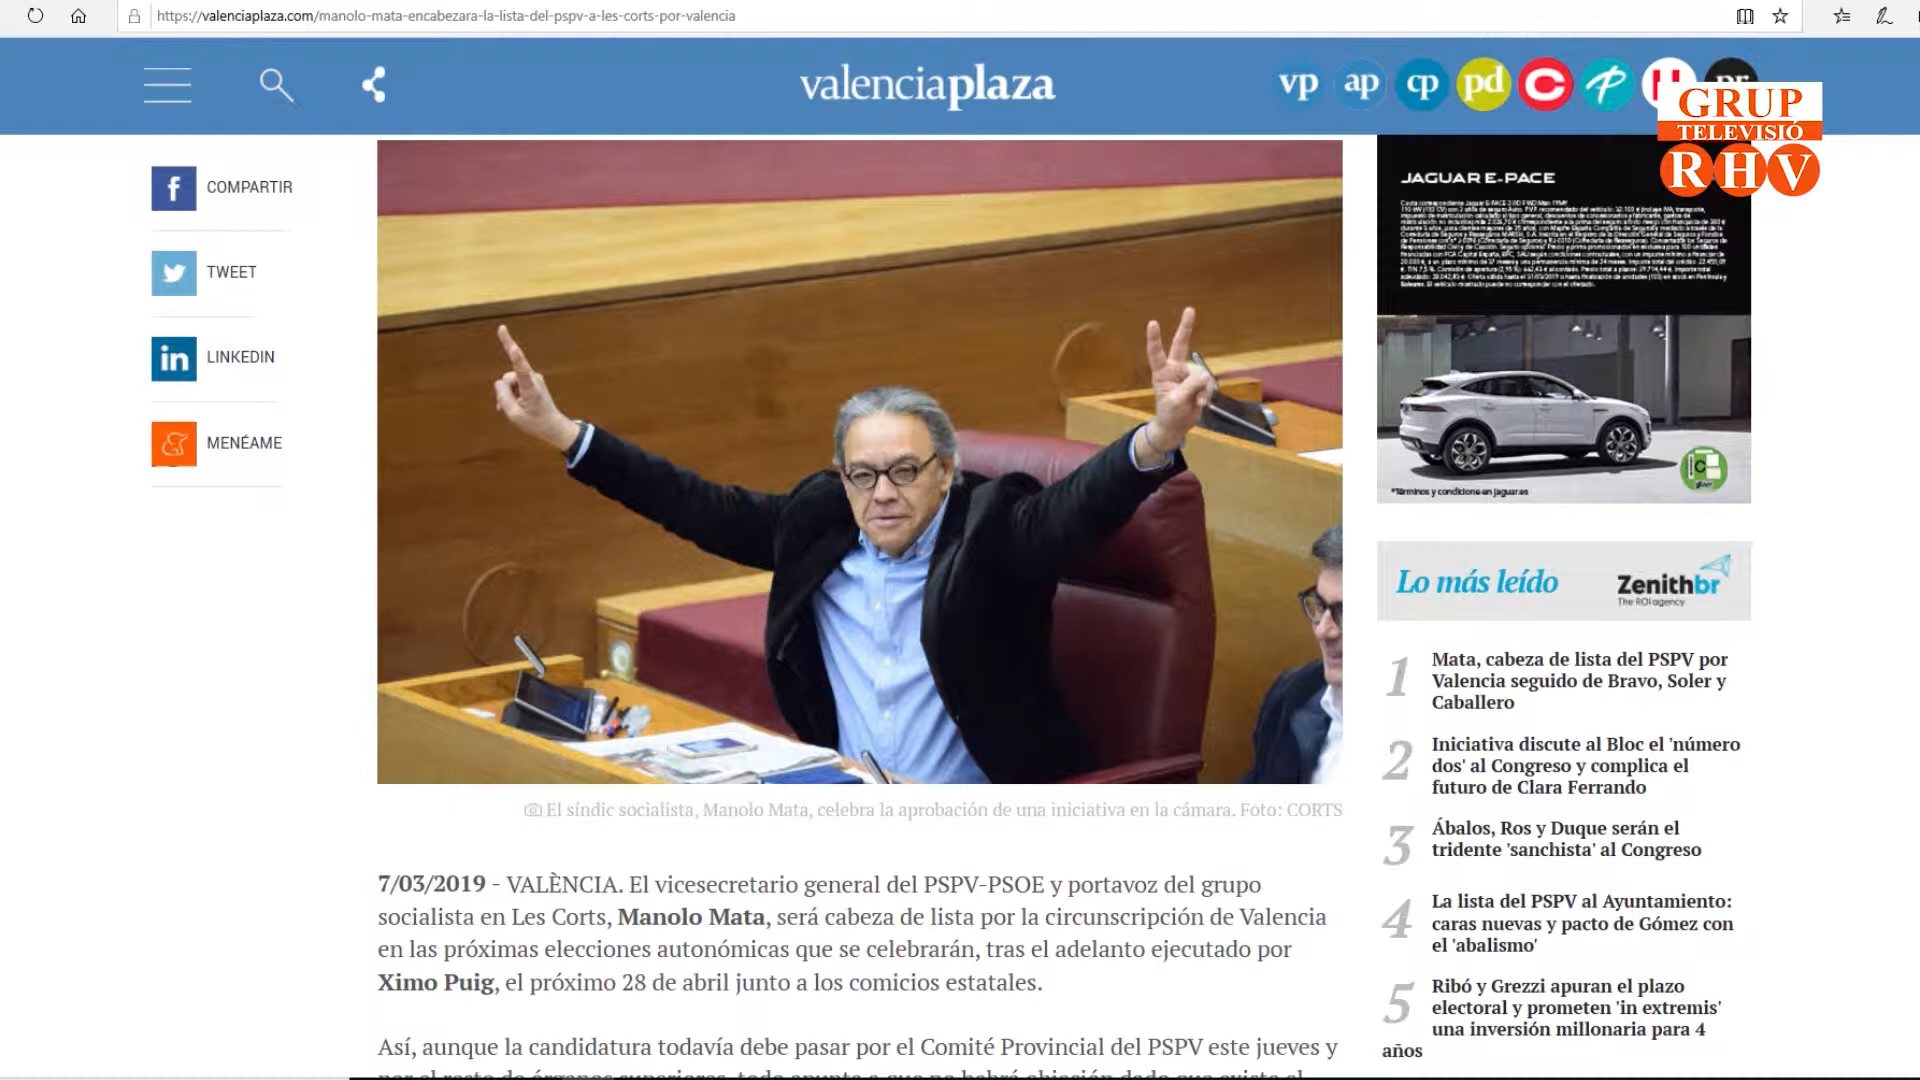 https://valenciaplaza.com/manolo-mata-encabezara-la-lista-del-pspv-a-les-corts-por-valencia
valenciaplaza
vp ap cp pd C P pr
GRUP
TELEVISIÓ
RHV
f COMPARTIR
TWEET
in LINKEDIN
MENÉAME
JAGUAR E-PACE
*Términos y condicione en jaguar.es
Lo más leído
Zenithbr
The ROI agency
1 Mata, cabeza de lista del PSPV por
Valencia seguido de Bravo, Soler y
Caballero
2 Iniciativa discute al Bloc el 'número
dos' al Congreso y complica el
futuro de Clara Ferrando
3 Ábalos, Ros y Duque serán el
tridente 'sanchista' al Congreso
4 La lista del PSPV al Ayuntamiento:
caras nuevas y pacto de Gómez con
el 'abalismo'
5 Ribó y Grezzi apuran el plazo
electoral y prometen 'in extremis'
una inversión millonaria para 4
años
El síndic socialista, Manolo Mata, celebra la aprobación de una iniciativa en la cámara. Foto: CORTS
7/03/2019 - VALÈNCIA. El vicesecretario general del PSPV-PSOE y portavoz del grupo
socialista en Les Corts, Manolo Mata, será cabeza de lista por la circunscripción de Valencia
en las próximas elecciones autonómicas que se celebrarán, tras el adelanto ejecutado por
Ximo Puig, el próximo 28 de abril junto a los comicios estatales.
Así, aunque la candidatura todavía debe pasar por el Comité Provincial del PSPV este jueves y